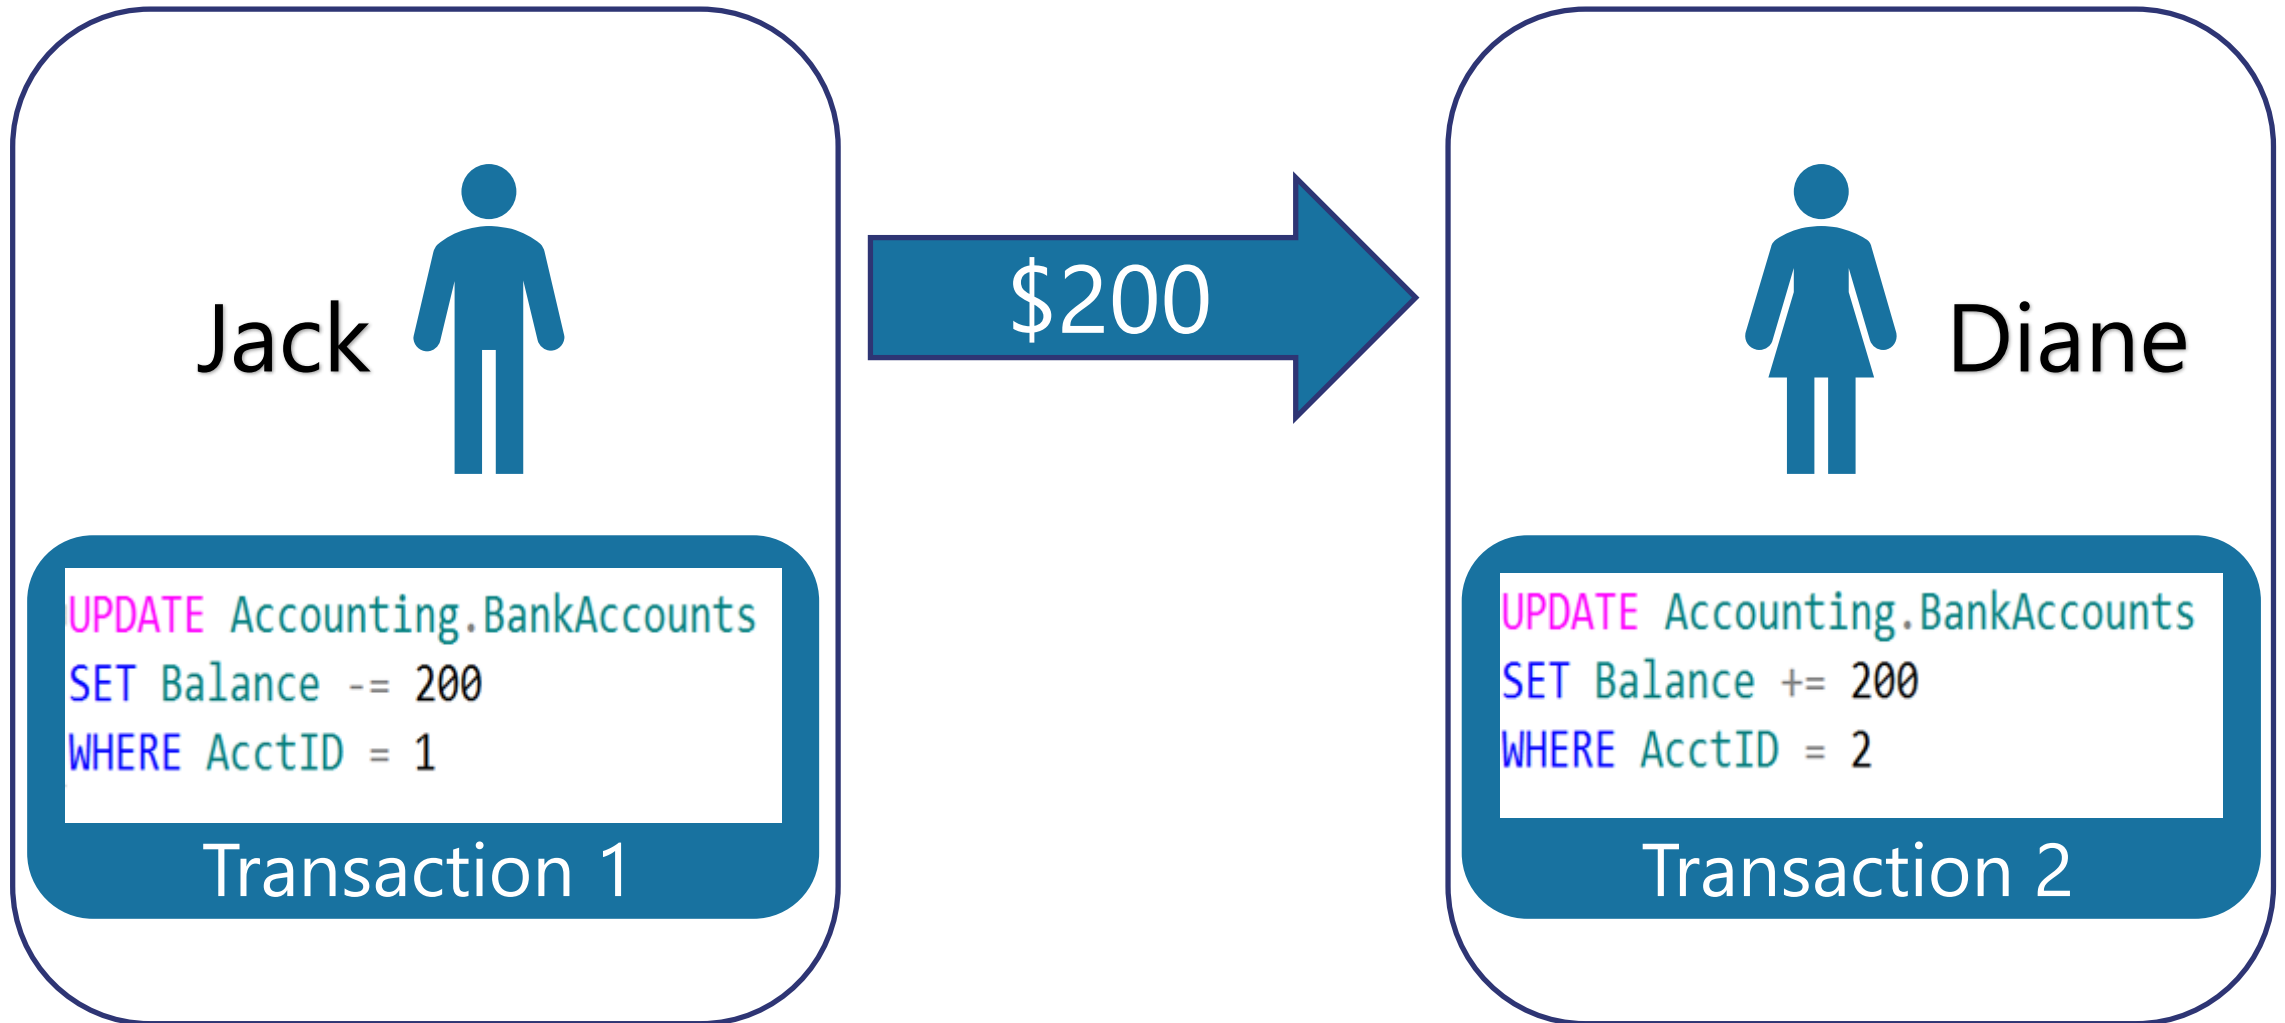 Jack
$200
Diane
UPDATE Accounting.BankAccounts
SET Balance -= 200
WHERE AcctID = 1
Transaction 1
UPDATE Accounting.BankAccounts
SET Balance += 200
WHERE AcctID = 2
Transaction 2